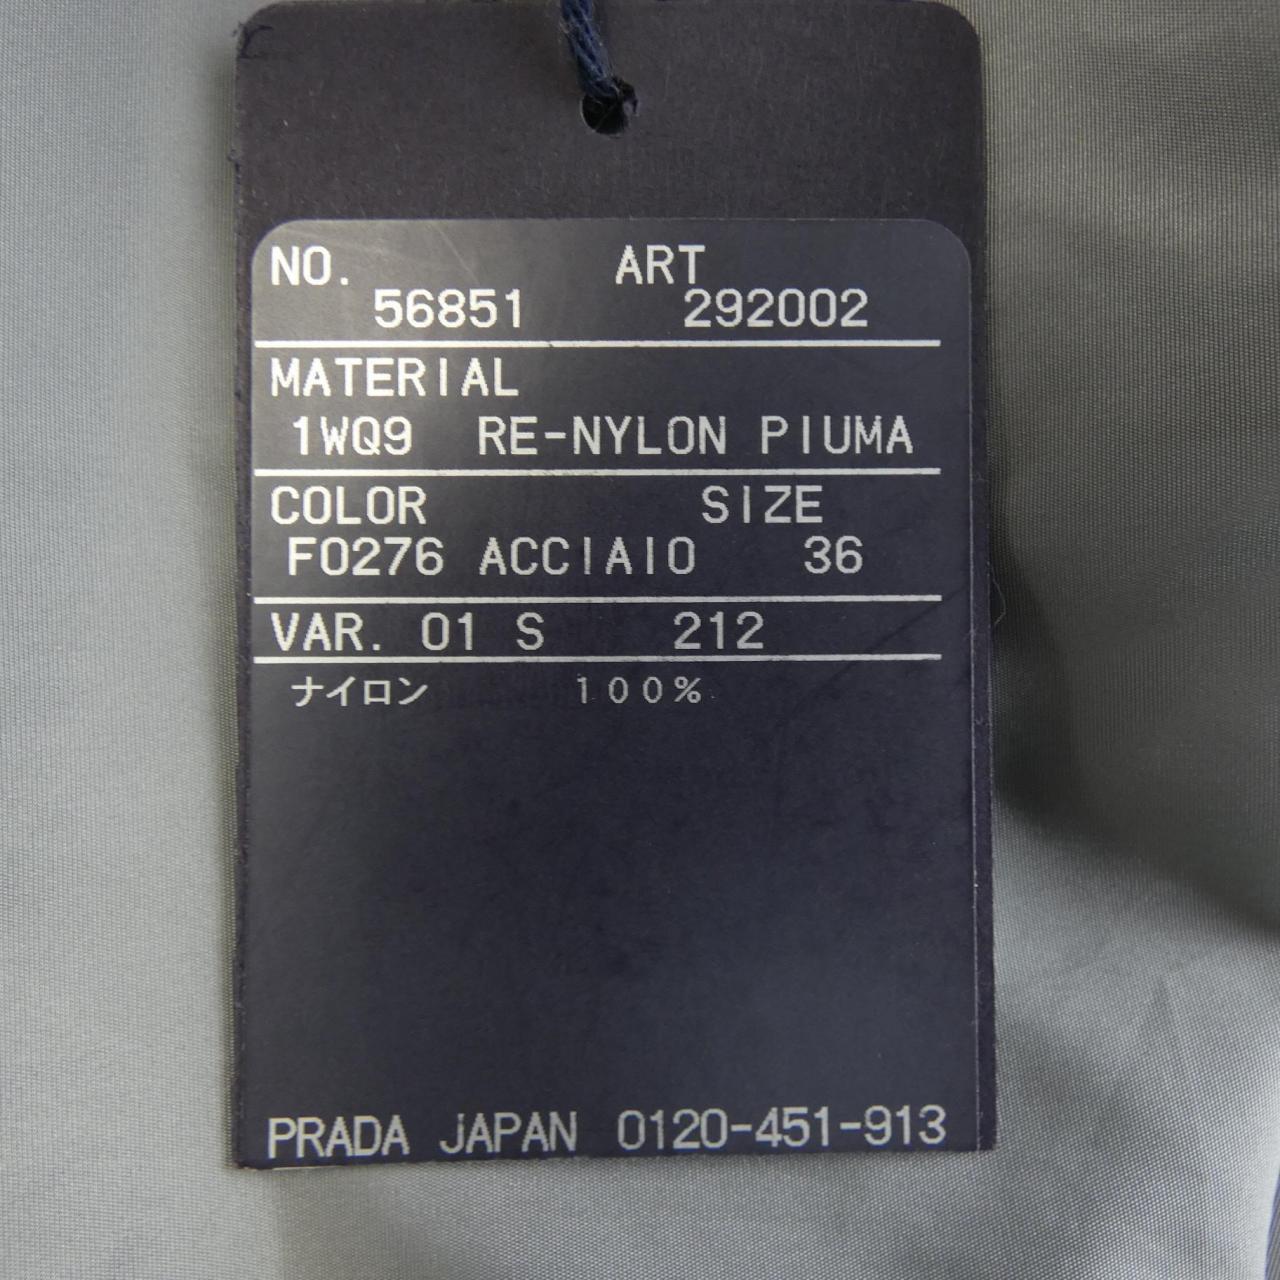 NO. ART
56851 292002
MATERIAL
1WQ9 RE-NYLON PIUMA
COLOR SIZE
F0276 ACCIAIO 36
VAR. 01 S 212
ナイロン 100%
PRADA JAPAN 0120-451-913